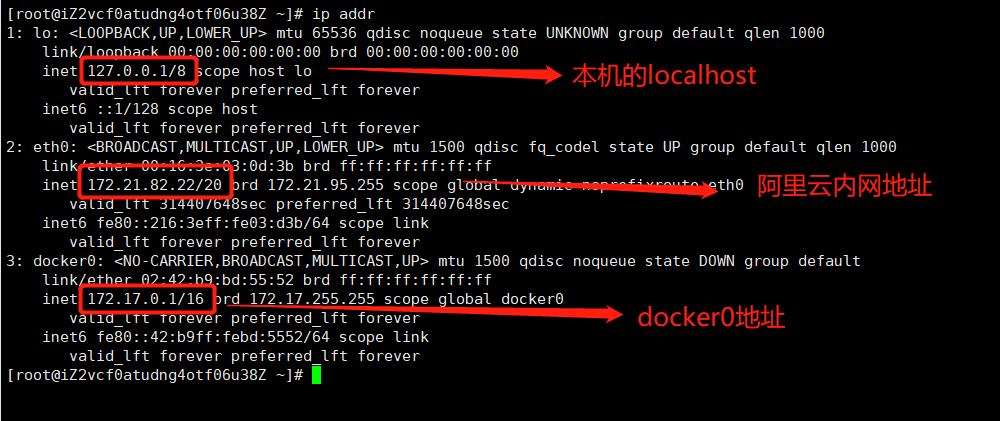 [root@iZ2vcf0atudng4otf06u38Z ~]# ip addr
1: lo: <LOOPBACK,UP,LOWER_UP> mtu 65536 qdisc noqueue state UNKNOWN group default qlen 1000
link/loopback 00:00:00:00:00:00 brd 00:00:00:00:00:00
inet 127.0.0.1/8 scope host lo 本机的localhost
valid_lft forever preferred_lft forever
inet6 ::1/128 scope host
valid_lft forever preferred_lft forever
2: eth0: <BROADCAST,MULTICAST,UP,LOWER_UP> mtu 1500 qdisc fq_codel state UP group default qlen 1000
link/ether 00:16:3e:03:0d:3b brd ff:ff:ff:ff:ff:ff
inet 172.21.82.22/20 brd 172.21.95.255 scope global dynamic noprefixroute eth0 阿里云内网地址
valid_lft 314407648sec preferred_lft 314407648sec
inet6 fe80::216:3eff:fe03:d3b/64 scope link
valid_lft forever preferred_lft forever
3: docker0: <NO-CARRIER,BROADCAST,MULTICAST,UP> mtu 1500 qdisc noqueue state DOWN group default
link/ether 02:42:b9:bd:55:52 brd ff:ff:ff:ff:ff:ff
inet 172.17.0.1/16 brd 172.17.255.255 scope global docker0 docker0地址
valid_lft forever preferred_lft forever
inet6 fe80::42:b9ff:febd:5552/64 scope link
valid_lft forever preferred_lft forever
[root@iZ2vcf0atudng4otf06u38Z ~]#